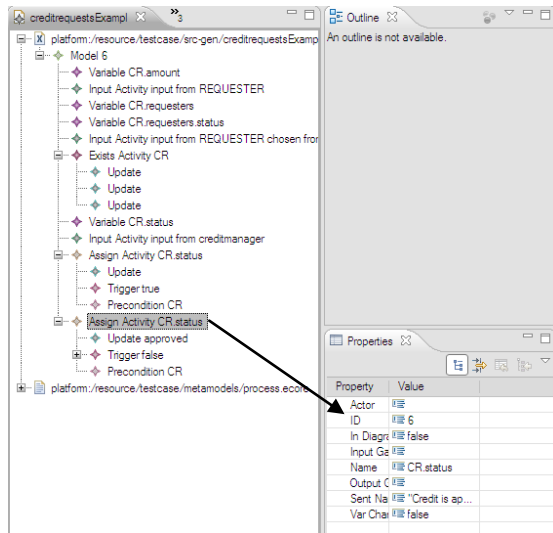 creditrequestsExampl
3
platform:/resource/testcase/src-gen/creditrequestsExamp
Model 6
Variable CR.amount
Input Activity input from REQUESTER
Variable CR.requesters
Variable CR.requesters.status
Input Activity input from REQUESTER chosen from
Exists Activity CR
Update
Update
Update
Variable CR.status
Input Activity input from creditmanager
Assign Activity CR.status
Update
Trigger true
Precondition CR
Assign Activity CR.status
Update approved
Trigger false
Precondition CR
platform:/resource/testcase/metamodels/process.ecore
Outline
An outline is not available.
Properties
Property Value
Actor
ID 6
In Diagra false
Input Ga
Name CR.status
Output G
Sent Na "Credit is ap...
Var Chan false